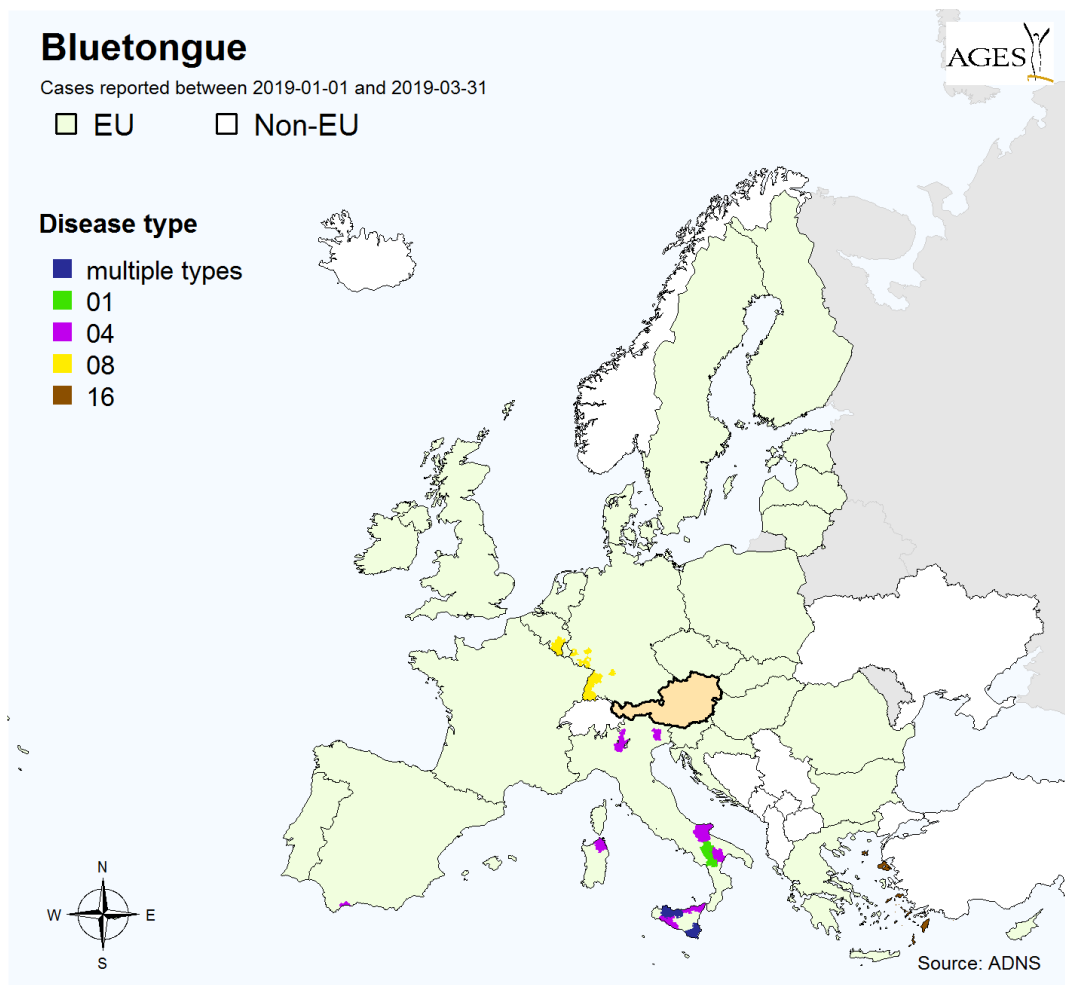 Bluetongue
AGES
Cases reported between 2019-01-01 and 2019-03-31
EU Non-EU
Disease type
multiple types
01
04
08
16
N
W E
S
Source: ADNS